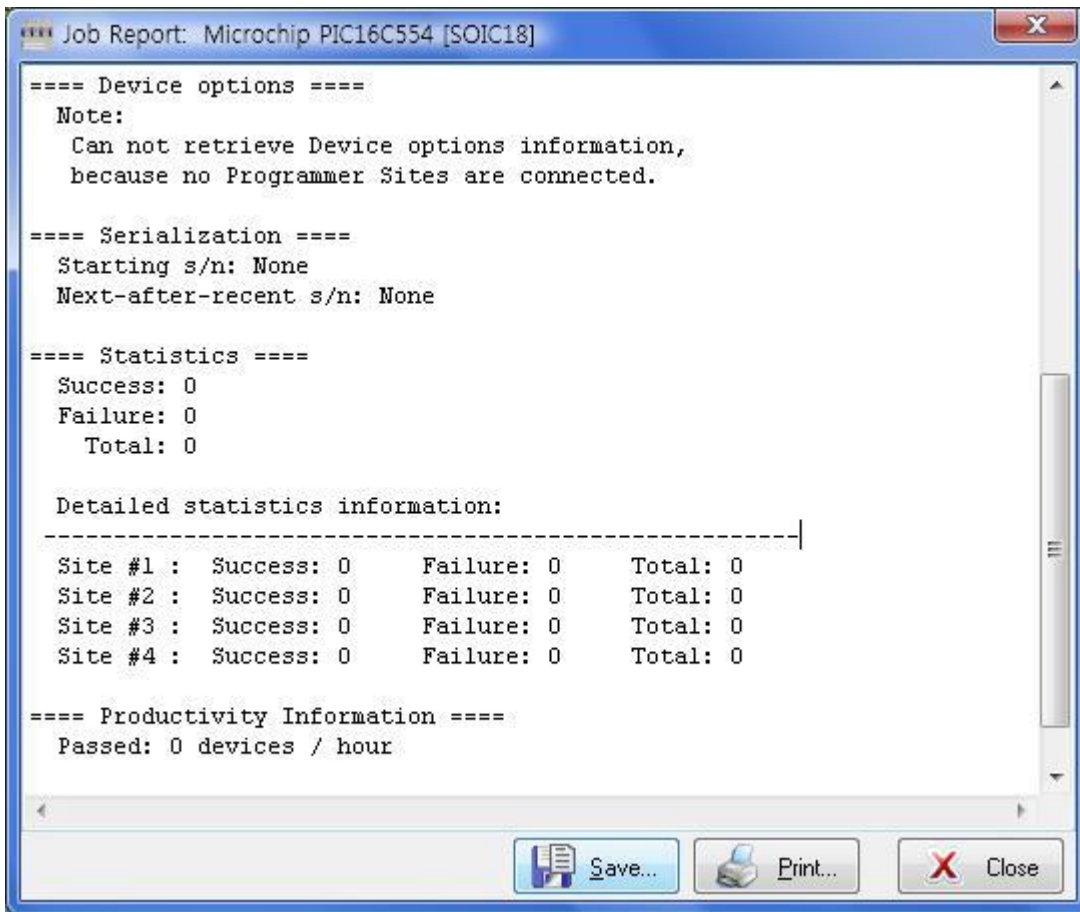 Job Report: Microchip PIC16C554 [SOIC18]
==== Device options ====
Note:
Can not retrieve Device options information,
because no Programmer Sites are connected.
==== Serialization ====
Starting s/n: None
Next-after-recent s/n: None
==== Statistics ====
Success: 0
Failure: 0
Total: 0
Detailed statistics information:
------------------------------------------------------
Site #1 : Success: 0 Failure: 0 Total: 0
Site #2 : Success: 0 Failure: 0 Total: 0
Site #3 : Success: 0 Failure: 0 Total: 0
Site #4 : Success: 0 Failure: 0 Total: 0
==== Productivity Information ====
Passed: 0 devices / hour
Save... Print... Close